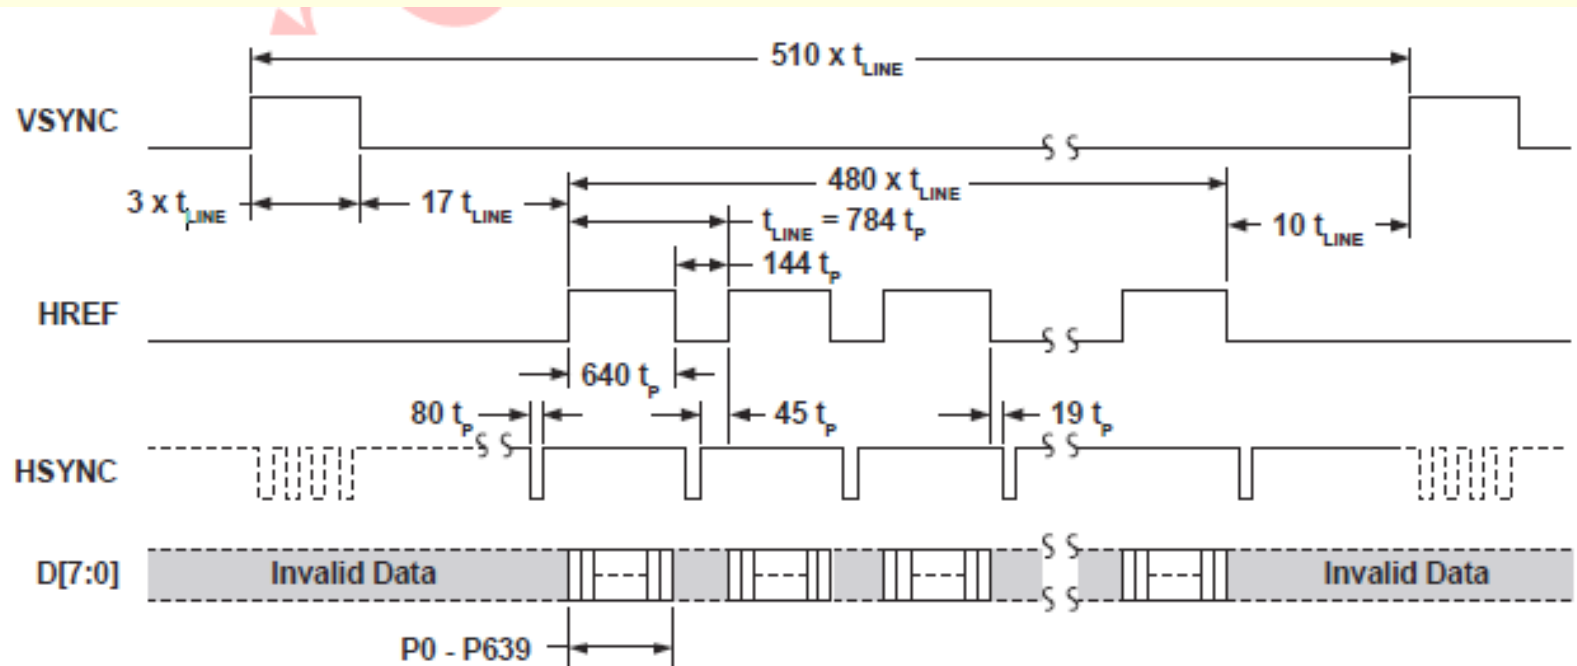 510 x tLINE
VSYNC
480 x tLINE
3 x tLINE
17 tLINE
tLINE = 784 tP
10 tLINE
144 tP
HREF
640 tP
80 tP
45 tP
19 tP
HSYNC
D[7:0]
Invalid Data
Invalid Data
P0 - P639